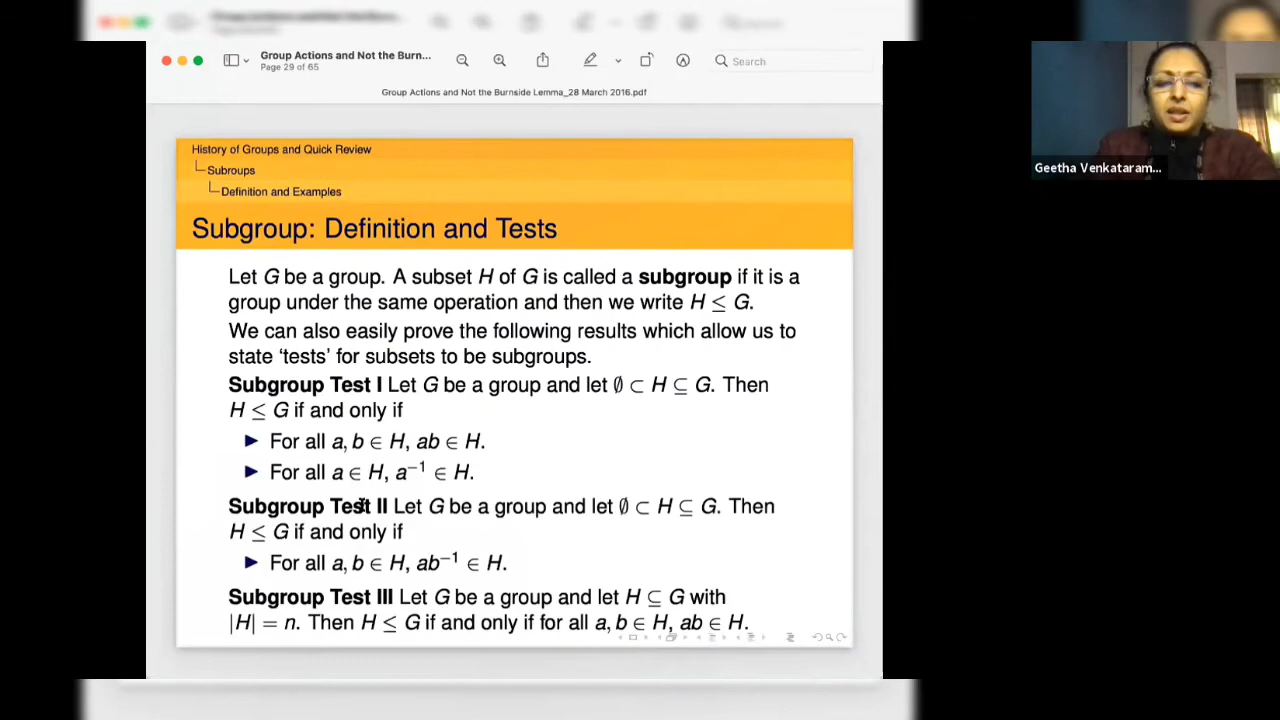 Group Actions and Not the Burn...
Page 29 of 65
Search
Group Actions and Not the Burnside Lemma_28 March 2016.pdf
History of Groups and Quick Review
Subroups
Definition and Examples
Subgroup: Definition and Tests
Let G be a group. A subset H of G is called a subgroup if it is a
group under the same operation and then we write H ≤ G.
We can also easily prove the following results which allow us to
state ‘tests’ for subsets to be subgroups.
Subgroup Test I Let G be a group and let ∅ ⊂ H ⊆ G. Then
H ≤ G if and only if
► For all a, b ∈ H, ab ∈ H.
► For all a ∈ H, a⁻¹ ∈ H.
Subgroup Test II Let G be a group and let ∅ ⊂ H ⊆ G. Then
H ≤ G if and only if
► For all a, b ∈ H, ab⁻¹ ∈ H.
Subgroup Test III Let G be a group and let H ⊆ G with
|H| = n. Then H ≤ G if and only if for all a, b ∈ H, ab ∈ H.
Geetha Venkataram...